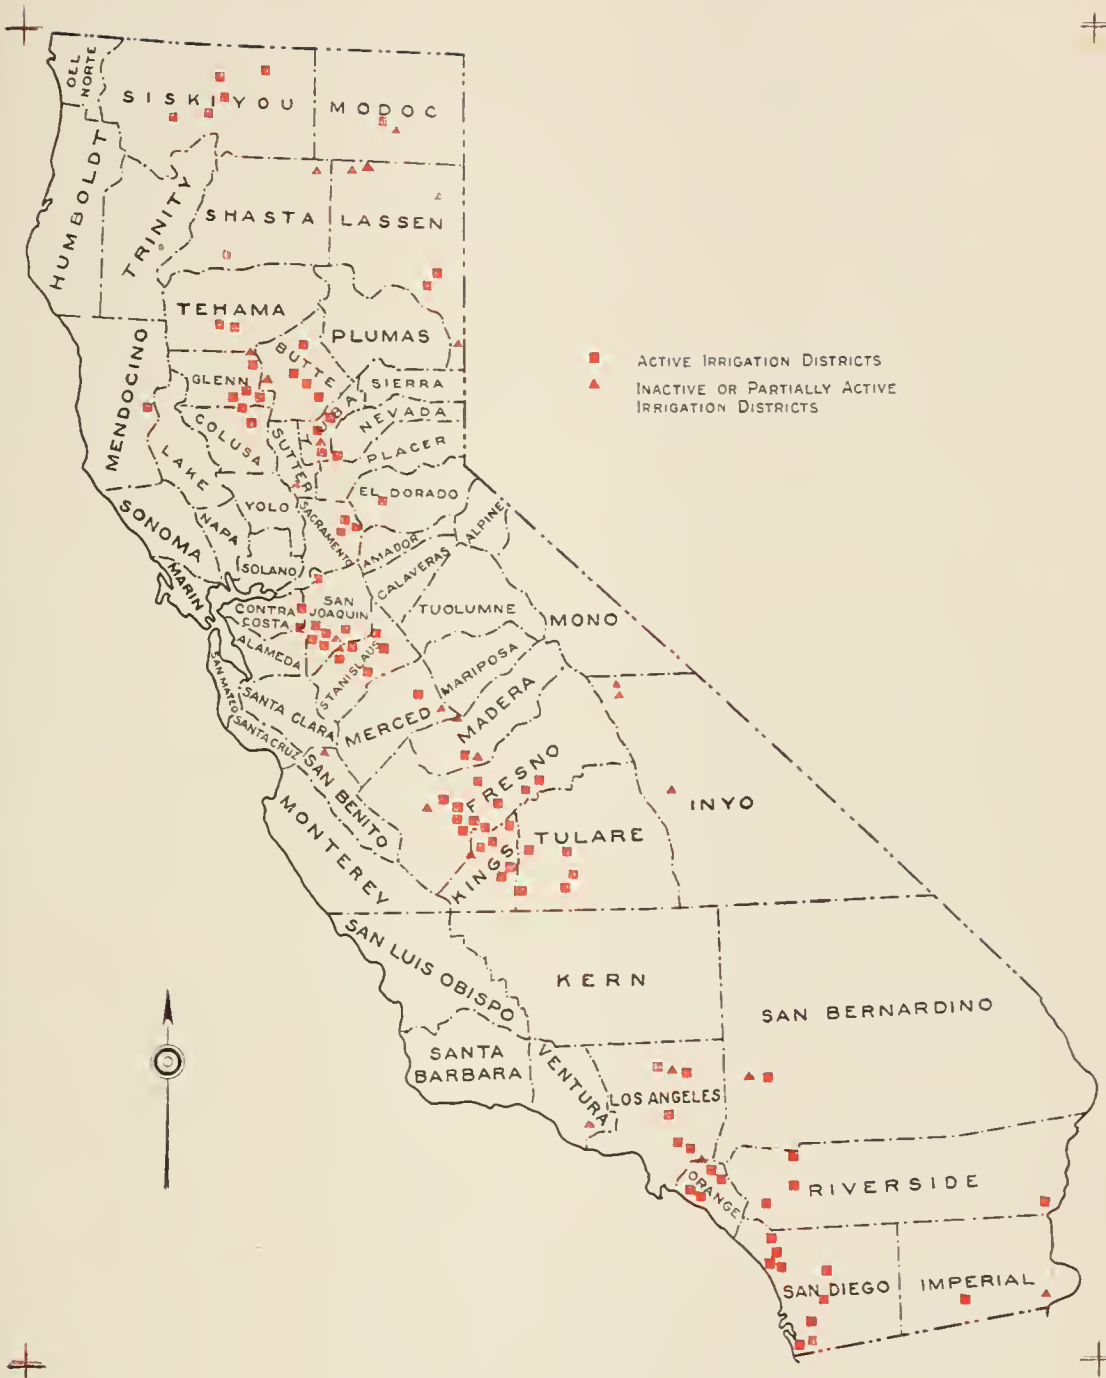 DEL
NORTE
SISKIYOU
MODOC
HUMBOLDT
TRINITY
SHASTA
LASSEN
TEHAMA
PLUMAS
MENDOCINO
GLENN
BUTTE
SIERRA
YUBA
NEVADA
COLUSA
SUTTER
PLACER
LAKE
EL DORADO
YOLO
SACRAMENTO
ALPINE
SONOMA
NAPA
AMADOR
SOLANO
CALAVERAS
MARIN
SAN
JOAQUIN
CONTRA
COSTA
TUOLUMNE
MONO
ALAMEDA
STANISLAUS
MARIPOSA
SAN MATEO
SANTA CLARA
MERCED
MADERA
SANTA CRUZ
SAN BENITO
FRESNO
MONTEREY
KINGS
TULARE
INYO
SAN LUIS OBISPO
KERN
SAN BERNARDINO
SANTA
BARBARA
VENTURA
LOS ANGELES
ORANGE
RIVERSIDE
SAN DIEGO
IMPERIAL
ACTIVE IRRIGATION DISTRICTS
INACTIVE OR PARTIALLY ACTIVE
IRRIGATION DISTRICTS